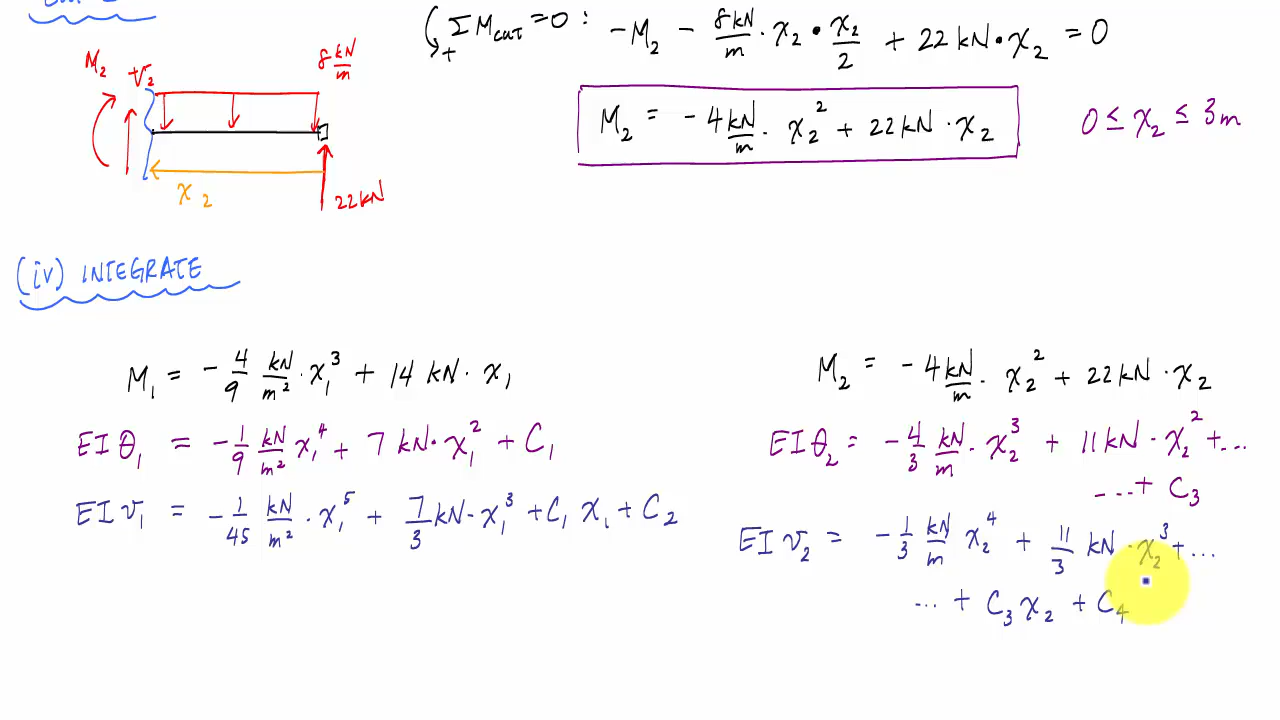 ΣM_cut = 0 : -M₂ - 8 kN/m · x₂ · x₂/2 + 22 kN · x₂ = 0
M₂ V₂ 8 kN/m
M₂ = -4 kN/m · x₂² + 22 kN · x₂ 0 ≤ x₂ ≤ 3m
x₂ 22 kN
(iv) INTEGRATE
M₁ = -4/9 kN/m² · x₁³ + 14 kN · x₁
EIθ₁ = -1/9 kN/m² x₁⁴ + 7 kN · x₁² + C₁
EIv₁ = -1/45 kN/m² · x₁⁵ + 7/3 kN · x₁³ + C₁ x₁ + C₂
M₂ = -4 kN/m · x₂² + 22 kN · x₂
EIθ₂ = -4/3 kN/m · x₂³ + 11 kN · x₂² + ...
... + C₃
EIv₂ = -1/3 kN/m x₂⁴ + 11/3 kN · x₂³ + ...
... + C₃ x₂ + C₄